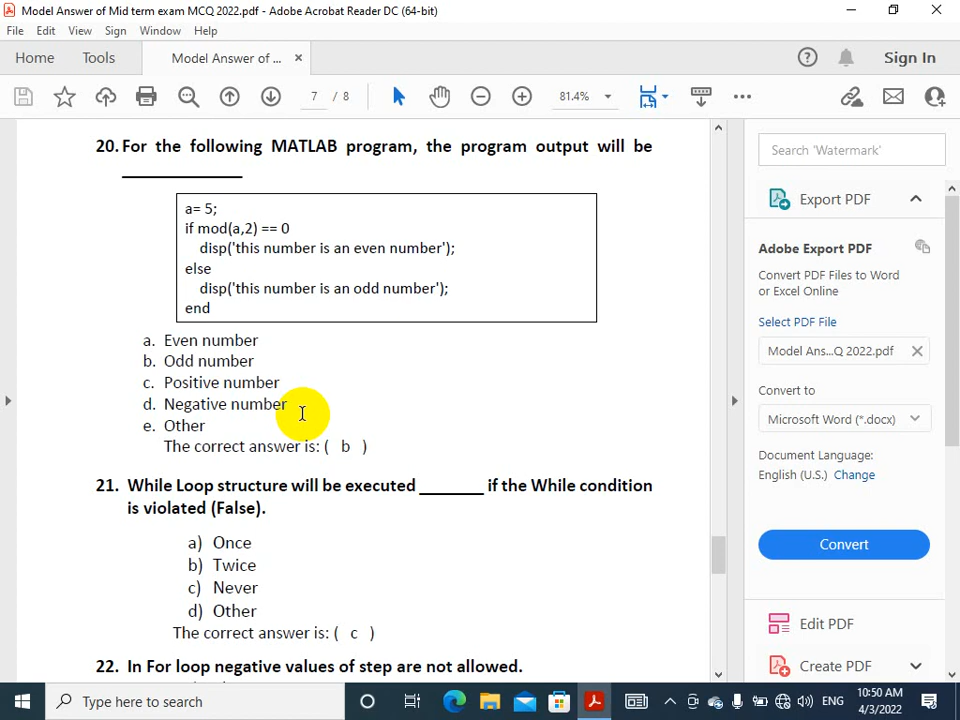 Model Answer of Mid term exam MCQ 2022.pdf - Adobe Acrobat Reader DC (64-bit)
File Edit View Sign Window Help
Home Tools Model Answer of ... × Sign In
7 / 8 81.4%
20. For the following MATLAB program, the program output will be
____________
a= 5;
if mod(a,2) == 0
disp('this number is an even number');
else
disp('this number is an odd number');
end
a. Even number
b. Odd number
c. Positive number
d. Negative number
e. Other
The correct answer is: ( b )
21. While Loop structure will be executed _______ if the While condition
is violated (False).
a) Once
b) Twice
c) Never
d) Other
The correct answer is: ( c )
22. In For loop negative values of step are not allowed.
Search 'Watermark'
Export PDF
Adobe Export PDF
Convert PDF Files to Word
or Excel Online
Select PDF File
Model Ans...Q 2022.pdf
Convert to
Microsoft Word (*.docx)
Document Language:
English (U.S.) Change
Convert
Edit PDF
Create PDF
Type here to search
ENG
10:50 AM
4/3/2022